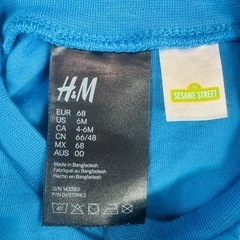 H&M
EUR 68
US 6M
CA 4-6M
CN 66/48
MX 68
AUS 00
Made in Bangladesh
Fabriqué au Bangladesh
Hecho en Bangladesh
SESAME STREET